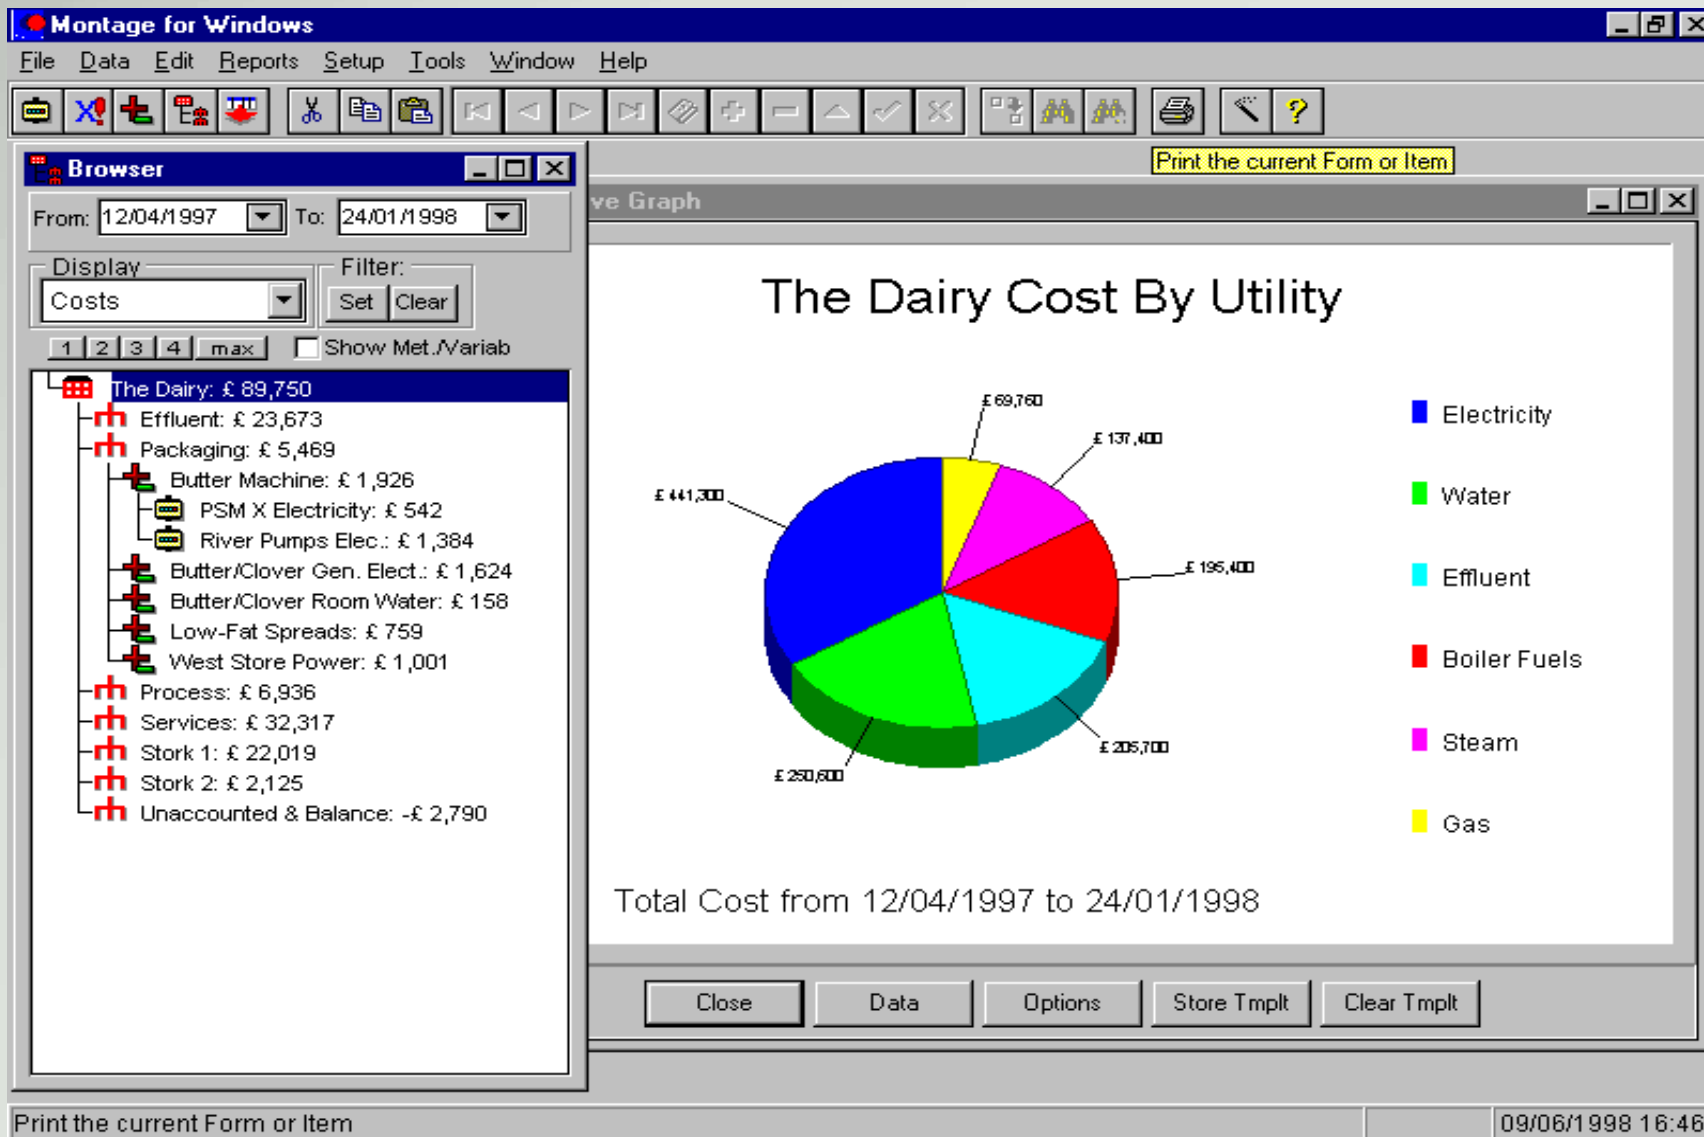 Montage for Windows
File Data Edit Reports Setup Tools Window Help
Print the current Form or Item
Browser
From: 12/04/1997 To: 24/01/1998
Display Filter:
Costs Set Clear
1 2 3 4 max Show Met./Variab
The Dairy: £ 89,750
Effluent: £ 23,673
Packaging: £ 5,469
Butter Machine: £ 1,926
PSM X Electricity: £ 542
River Pumps Elec.: £ 1,384
Butter/Clover Gen. Elect.: £ 1,624
Butter/Clover Room Water: £ 158
Low-Fat Spreads: £ 759
West Store Power: £ 1,001
Process: £ 6,936
Services: £ 32,317
Stork 1: £ 22,019
Stork 2: £ 2,125
Unaccounted & Balance: -£ 2,790
ve Graph
The Dairy Cost By Utility
£ 69,760
£ 137,400
£ 441,300
£ 195,400
£ 205,700
£ 250,600
Electricity
Water
Effluent
Boiler Fuels
Steam
Gas
Total Cost from 12/04/1997 to 24/01/1998
Close Data Options Store Tmplt Clear Tmplt
Print the current Form or Item 09/06/1998 16:46